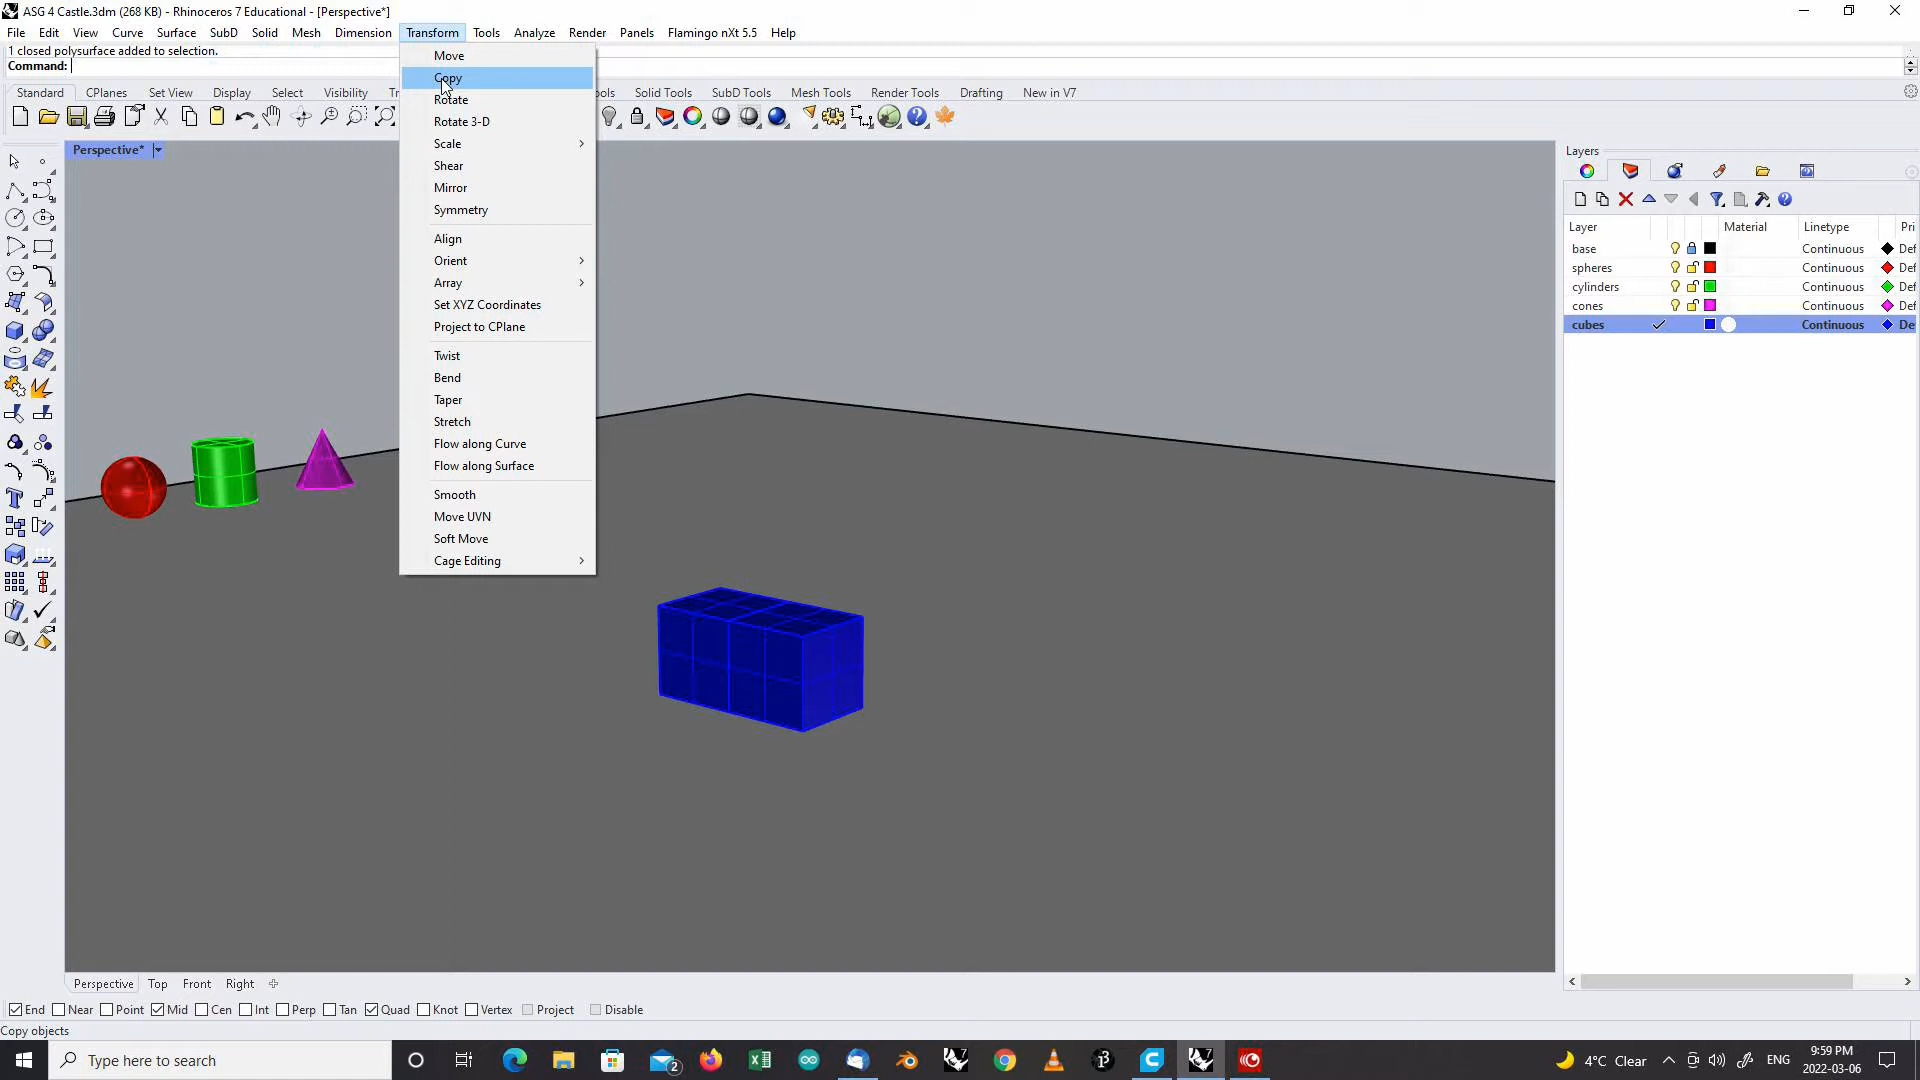 ASG 4 Castle.3dm (268 KB) - Rhinoceros 7 Educational - [Perspective*]
File Edit View Curve Surface SubD Solid Mesh Dimension Transform Tools Analyze Render Panels Flamingo nXt 5.5 Help
1 closed polysurface added to selection.
Command:
Standard CPlanes Set View Display Select Visibility Solid Tools SubD Tools Mesh Tools Render Tools Drafting New in V7
Perspective*
Move
Copy
Rotate
Rotate 3-D
Scale
Shear
Mirror
Symmetry
Align
Orient
Array
Set XYZ Coordinates
Project to CPlane
Twist
Bend
Taper
Stretch
Flow along Curve
Flow along Surface
Smooth
Move UVN
Soft Move
Cage Editing
Layers
Layer Material Linetype Pri
base Continuous Def
spheres Continuous Def
cylinders Continuous Def
cones Continuous Def
cubes Continuous De
Perspective Top Front Right
End Near Point Mid Cen Int Perp Tan Quad Knot Vertex Project Disable
Copy objects
Type here to search
4°C Clear
ENG
9:59 PM
2022-03-06